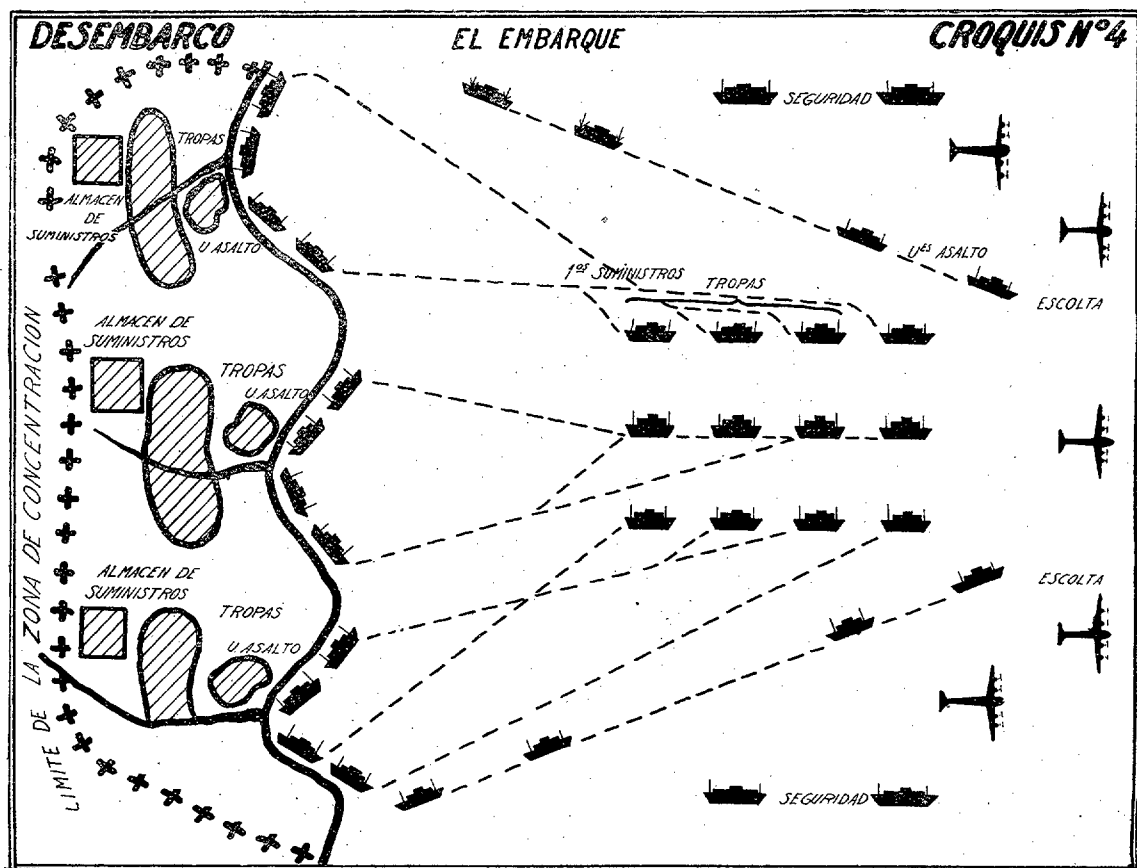 DESEMBARCO
EL EMBARQUE
CROQUIS Nº4
SEGURIDAD
TROPAS
ALMACEN
DE
SUMINISTROS
U ASALTO
UES ASALTO
1OS SUMINISTROS
TROPAS
ESCOLTA
ALMACEN DE
SUMINISTROS
TROPAS
U ASALTO
ALMACEN DE
SUMINISTROS
TROPAS
U ASALTO
ESCOLTA
SEGURIDAD
LIMITE DE LA ZONA DE CONCENTRACION